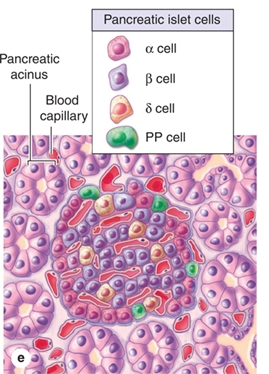 Pancreatic islet cells
α cell
β cell
δ cell
PP cell
Pancreatic
acinus
Blood
capillary
e